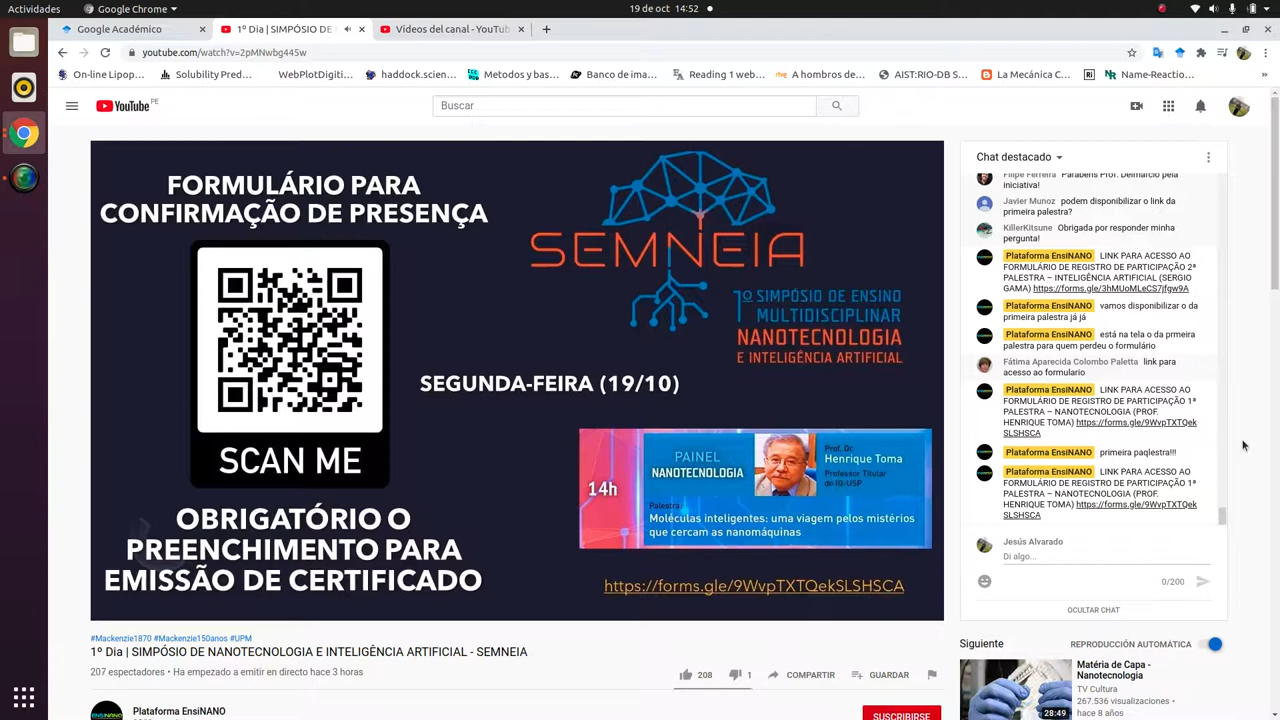 Actividades
Google Chrome
19 de oct  14:52
Google Académico
1º Dia | SIMPÓSIO DE
Vídeos del canal - YouTub
youtube.com/watch?v=2pMNwbg445w
On-line Lipop...
Solubility Pred...
WebPlotDigiti...
haddock.scien...
Metodos y bas...
Banco de imag...
Reading 1 web...
A hombros de...
AIST:RIO-DB S...
La Mecánica C...
Name-Reactio...
»
YouTube PE
Buscar
FORMULÁRIO PARA
CONFIRMAÇÃO DE PRESENÇA
SCAN ME
OBRIGATÓRIO O
PREENCHIMENTO PARA
EMISSÃO DE CERTIFICADO
SEMNEIA
1º SIMPÓSIO DE ENSINO
MULTIDISCIPLINAR
NANOTECNOLOGIA
E INTELIGÊNCIA ARTIFICIAL
SEGUNDA-FEIRA (19/10)
14h
PAINEL
NANOTECNOLOGIA
Prof. Dr.
Henrique Toma
Professor Titular
do IQ-USP
Palestra:
Moléculas inteligentes: uma viagem pelos mistérios
que cercam as nanomáquinas
https://forms.gle/9WvpTXTQekSLSHSCA
Chat destacado
Filipe Ferreira Parabéns Prof. Delmárcio pela
iniciativa!
Javier Munoz podem disponibilizar o link da
primeira palestra?
KillerKitsune Obrigada por responder minha
pergunta!
Plataforma EnsiNANO LINK PARA ACESSO AO
FORMULÁRIO DE REGISTRO DE PARTICIPAÇÃO 2ª
PALESTRA – INTELIGÊNCIA ARTIFICIAL (SERGIO
GAMA) https://forms.gle/3hMUoMLeCS7jfgw9A
Plataforma EnsiNANO vamos disponibilizar o da
primeira palestra já já
Plataforma EnsiNANO está na tela o da prmeira
palestra para quem perdeu o formulário
Fátima Aparecida Colombo Paletta link para
acesso ao formulario
Plataforma EnsiNANO LINK PARA ACESSO AO
FORMULÁRIO DE REGISTRO DE PARTICIPAÇÃO 1ª
PALESTRA – NANOTECNOLOGIA (PROF.
HENRIQUE TOMA) https://forms.gle/9WvpTXTQek
SLSHSCA
Plataforma EnsiNANO primeira paqlestra!!!
Plataforma EnsiNANO LINK PARA ACESSO AO
FORMULÁRIO DE REGISTRO DE PARTICIPAÇÃO 1ª
PALESTRA – NANOTECNOLOGIA (PROF.
HENRIQUE TOMA) https://forms.gle/9WvpTXTQek
SLSHSCA
Jesús Alvarado
Di algo...
0/200
OCULTAR CHAT
#Mackenzie1870 #Mackenzie150anos #UPM
1º Dia | SIMPÓSIO DE NANOTECNOLOGIA E INTELIGÊNCIA ARTIFICIAL - SEMNEIA
207 espectadores • Ha empezado a emitir en directo hace 3 horas
208
1
COMPARTIR
GUARDAR
Plataforma EnsiNANO
SUSCRIBIRSE
Siguiente
REPRODUCCIÓN AUTOMÁTICA
Matéria de Capa -
Nanotecnologia
TV Cultura
267.536 visualizaciones •
hace 8 años
28:49